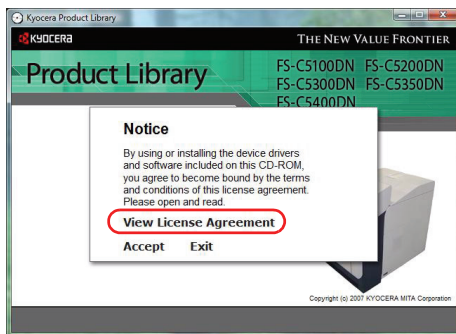 Kyocera Product Library
KYOCERA
THE NEW VALUE FRONTIER
Product Library
FS-C5100DN FS-C5200DN
FS-C5300DN FS-C5350DN
FS-C5400DN
Notice
By using or installing the device drivers
and software included on this CD-ROM,
you agree to become bound by the terms
and conditions of this license agreement.
Please open and read.
View License Agreement
Accept Exit
Copyright (c) 2007 KYOCERA MITA Corporation